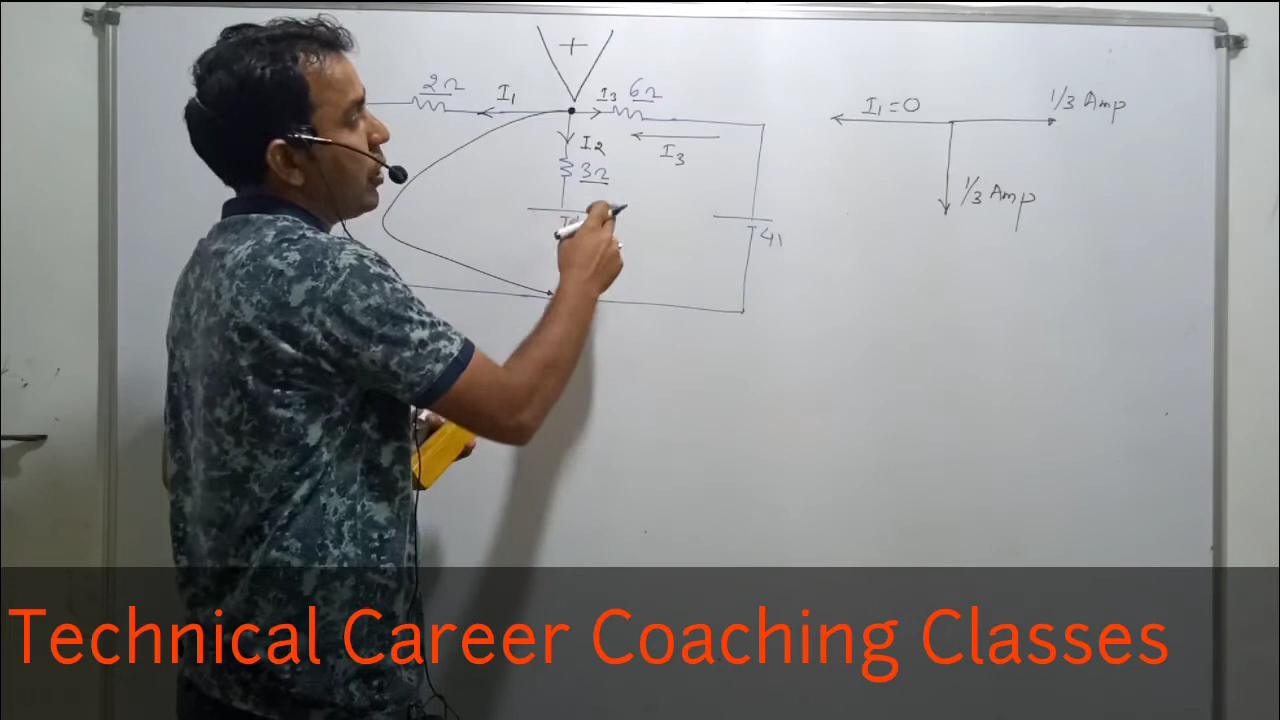 +
2Ω
I1
I3
6Ω
I2
3Ω
I3
4V
I1=0
1/3 Amp
1/3 Amp
Technical Career Coaching Classes